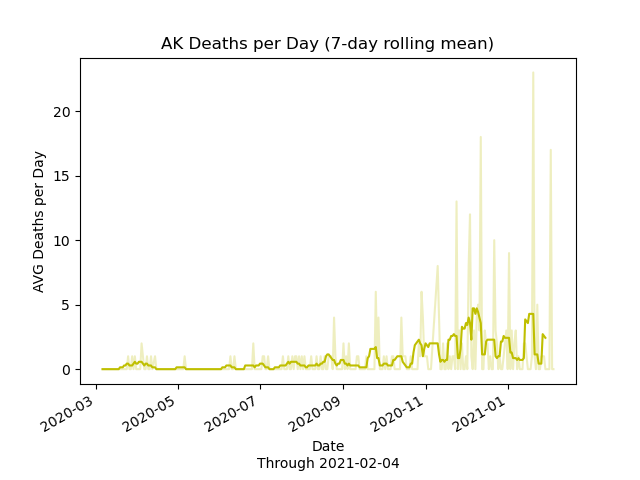 AK Deaths per Day (7-day rolling mean)
AVG Deaths per Day
20
15
10
5
0
2020-03
2020-05
2020-07
2020-09
2020-11
2021-01
Date
Through 2021-02-04